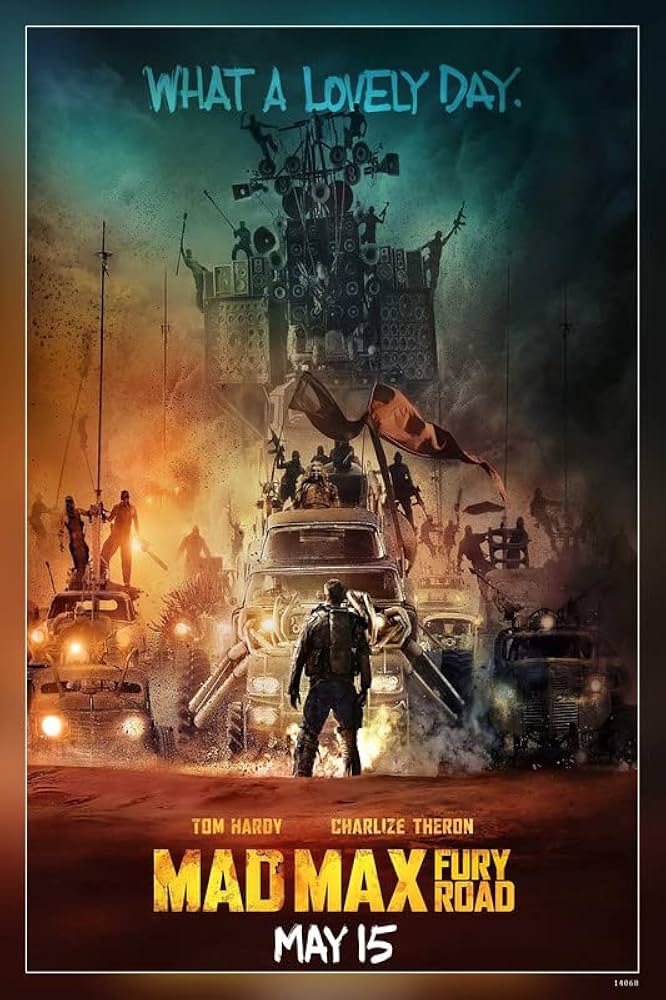 WHAT A LOVELY DAY.
TOM HARDY CHARLIZE THERON
MAD MAX FURY ROAD
MAY 15
14068